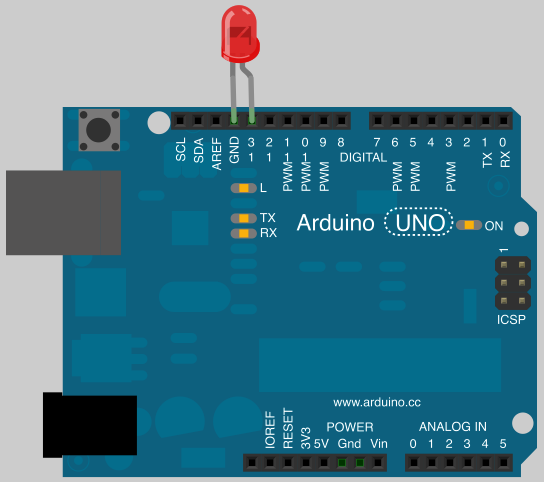 SCL
SDA
AREF
GND
13
12
11 PWM
10 PWM
9 PWM
8
DIGITAL
7
6 PWM
5 PWM
4
3 PWM
2
1 TX
0 RX
L
TX
RX
Arduino UNO
ON
1
ICSP
www.arduino.cc
POWER
ANALOG IN
IOREF
RESET
3V3
5V
Gnd
Vin
0 1 2 3 4 5